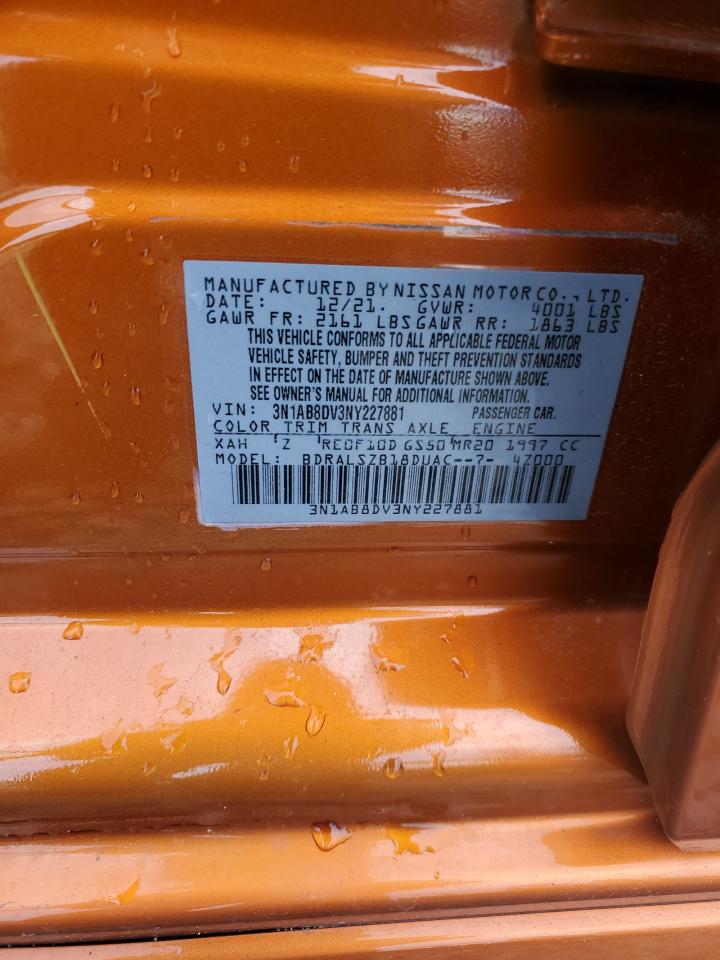 MANUFACTURED BY NISSAN MOTOR CO., LTD.
DATE: 12/21. GVWR: 4001 LBS
GAWR FR: 2161 LBS GAWR RR: 1863 LBS
THIS VEHICLE CONFORMS TO ALL APPLICABLE FEDERAL MOTOR
VEHICLE SAFETY, BUMPER AND THEFT PREVENTION STANDARDS
IN EFFECT ON THE DATE OF MANUFACTURE SHOWN ABOVE.
SEE OWNER'S MANUAL FOR ADDITIONAL INFORMATION.
VIN: 3N1AB8DV3NY227881 PASSENGER CAR.
COLOR TRIM TRANS AXLE ENGINE
XAH Z RE0F10D GS50 MR20 1997 CC
MODEL: BDRALSZB18DUAC--7- 4Z000
3N1AB8DV3NY227881